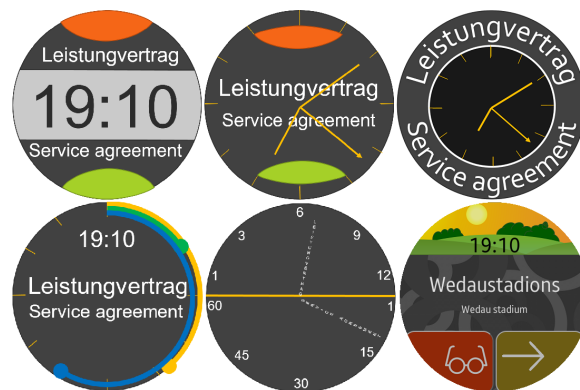 Leistungvertrag
19:10
Service agreement
Leistungvertrag
Service agreement
Leistungvertrag
Service agreement
19:10
Leistungvertrag
Service agreement
6
3 9
1 12
60 1
45 15
30
19:10
Wedaustadions
Wedau stadium